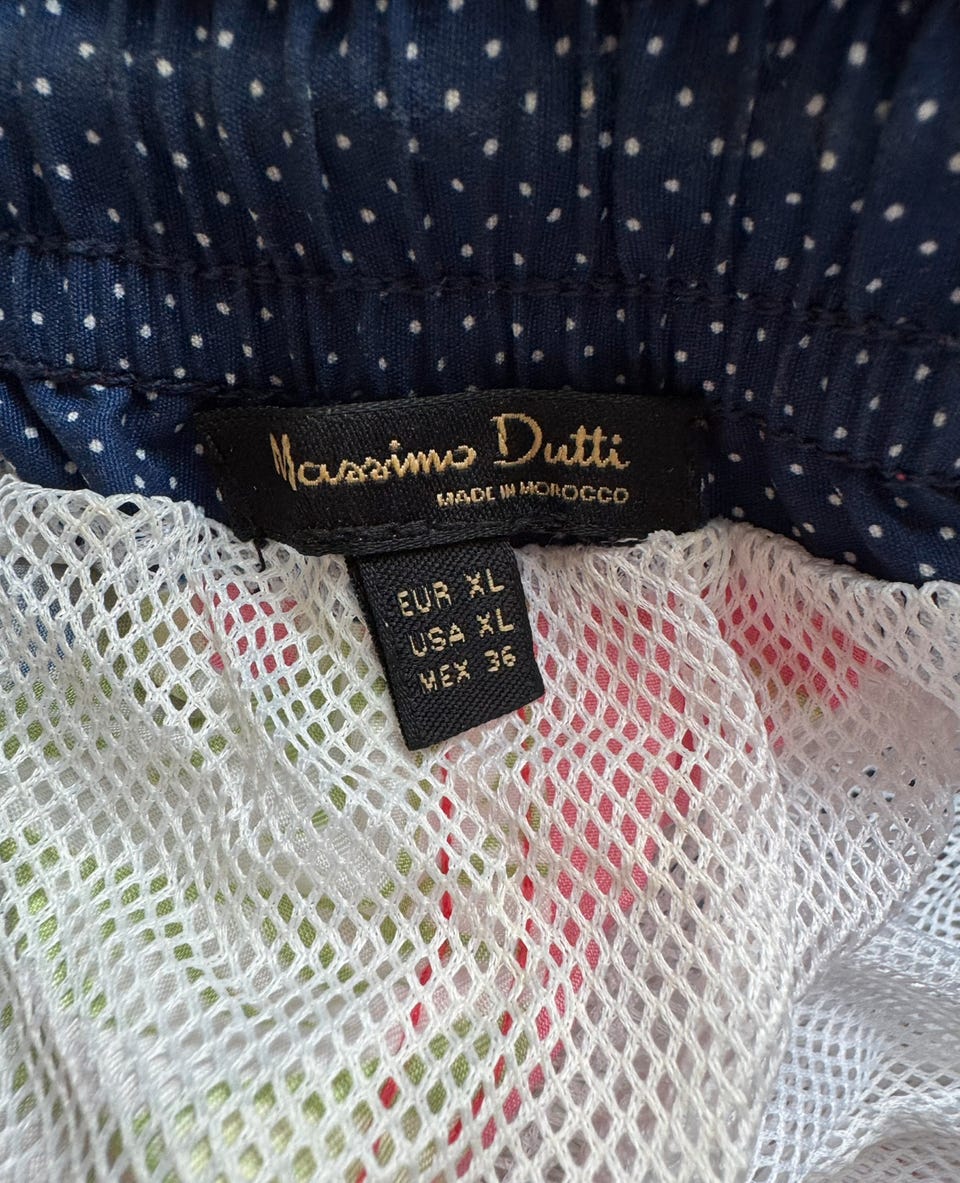 Massimo Dutti
MADE IN MOROCCO
EUR XL
USA XL
MEX 36